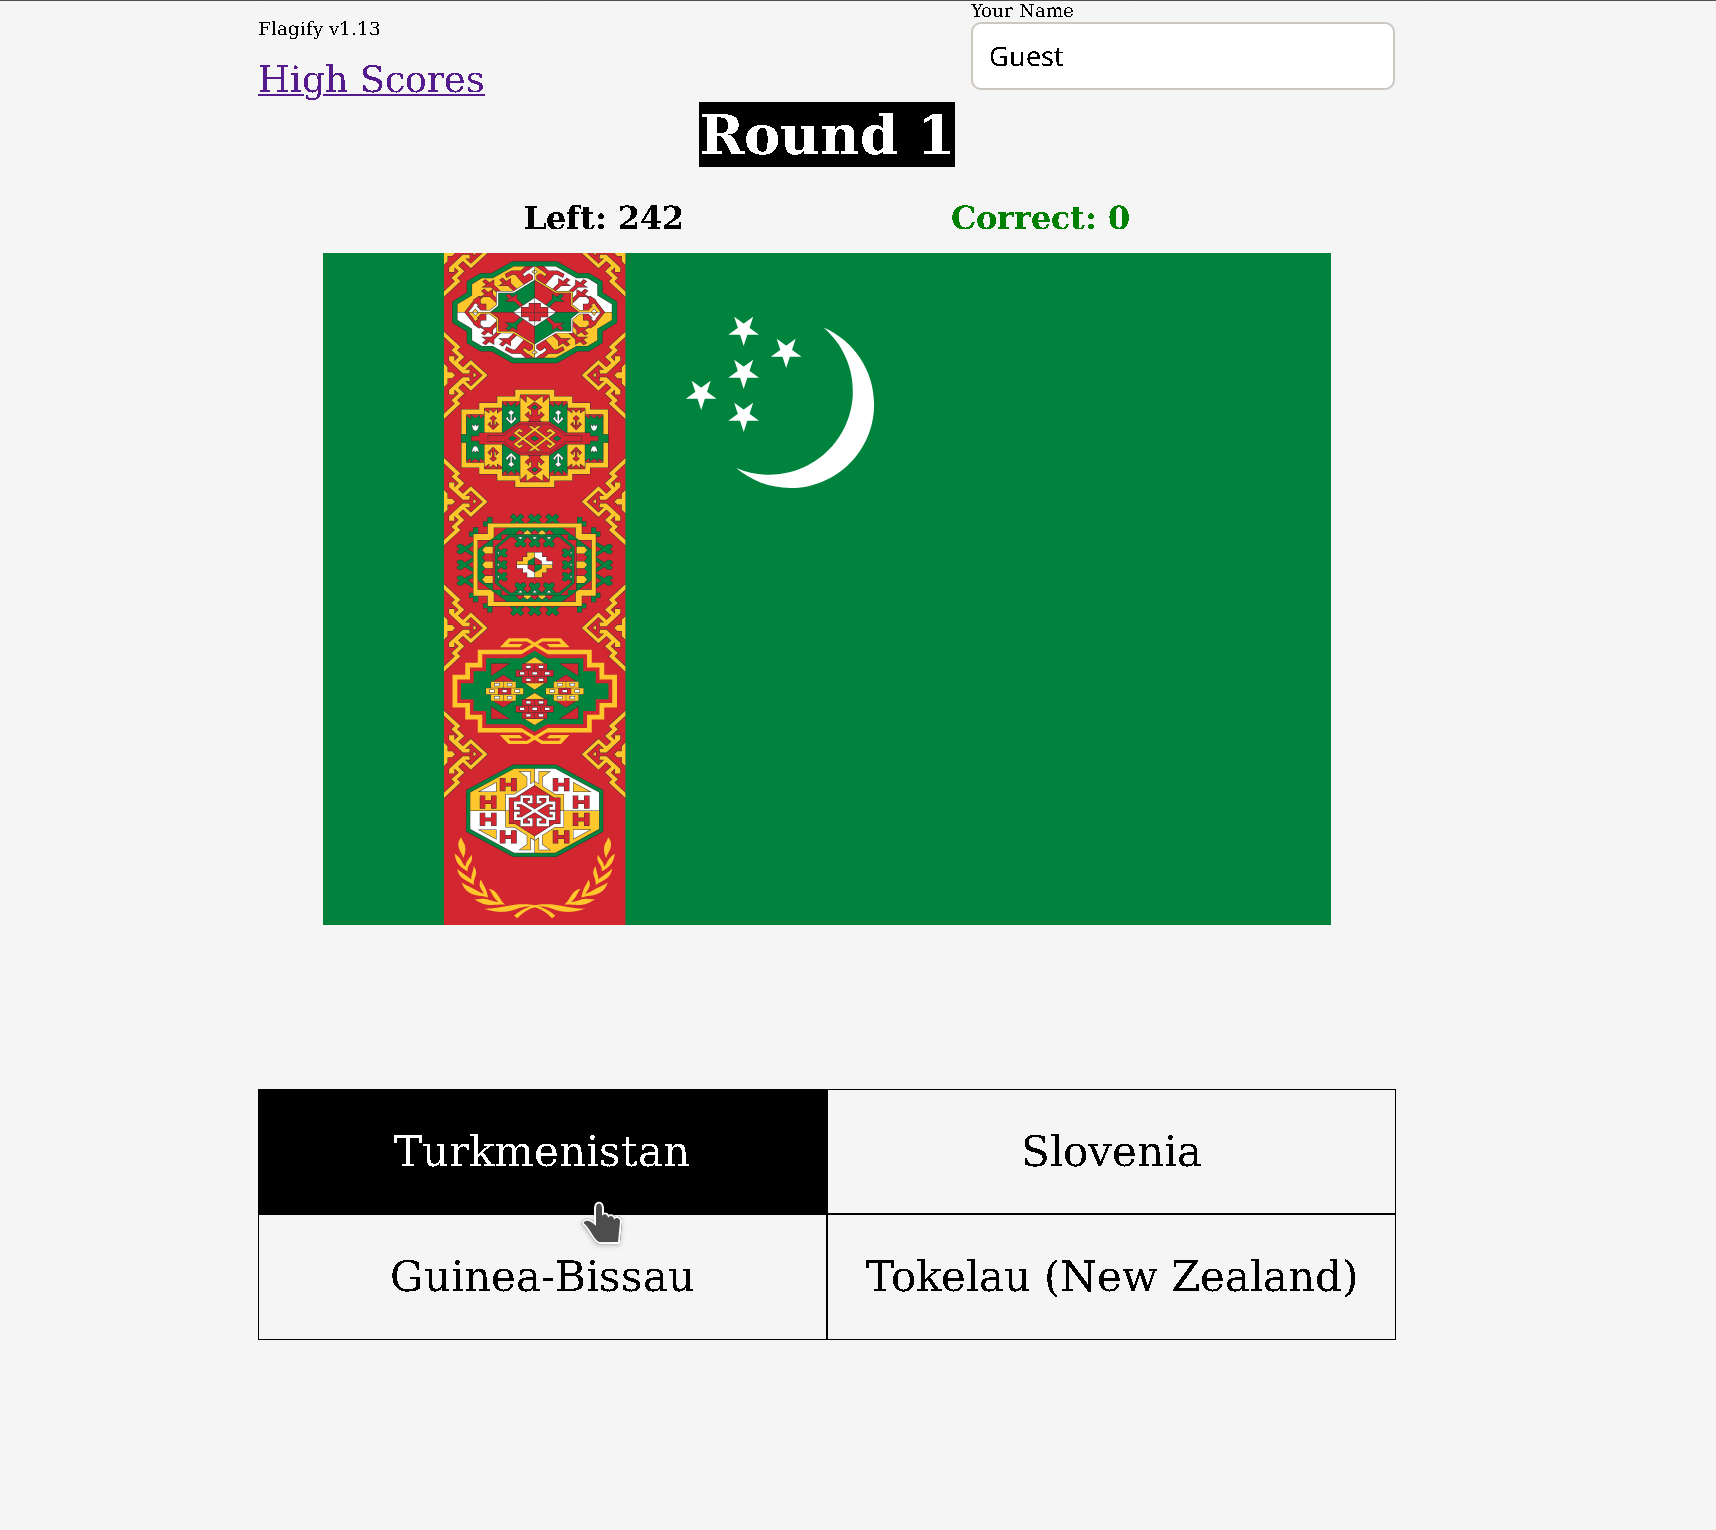 Flagify v1.13
Your Name
Guest
High Scores
Round 1
Left: 242
Correct: 0
Turkmenistan
Slovenia
Guinea-Bissau
Tokelau (New Zealand)